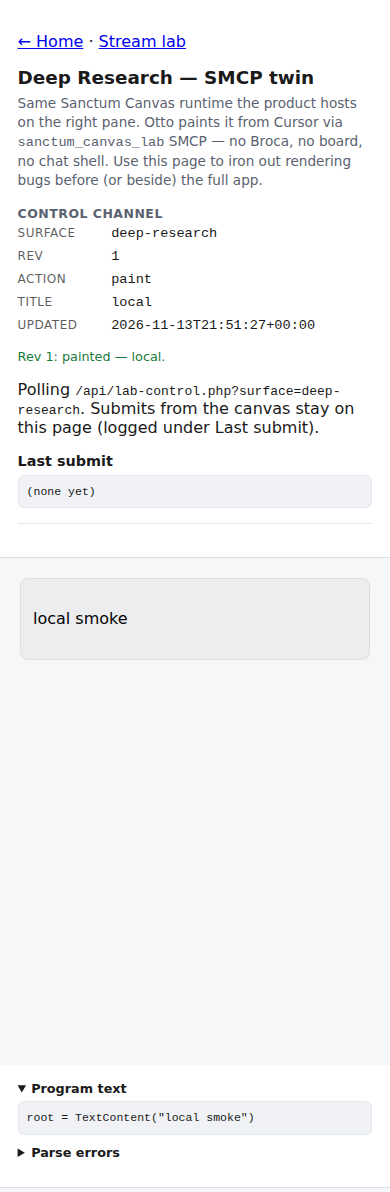 ← Home · Stream lab
Deep Research — SMCP twin
Same Sanctum Canvas runtime the product hosts
on the right pane. Otto paints it from Cursor via
sanctum_canvas_lab SMCP — no Broca, no board,
no chat shell. Use this page to iron out rendering
bugs before (or beside) the full app.
CONTROL CHANNEL
SURFACE deep-research
REV 1
ACTION paint
TITLE local
UPDATED 2026-11-13T21:51:27+00:00
Rev 1: painted — local.
Polling /api/lab-control.php?surface=deep-
research. Submits from the canvas stay on
this page (logged under Last submit).
Last submit
(none yet)
local smoke
▼ Program text
root = TextContent("local smoke")
▶ Parse errors